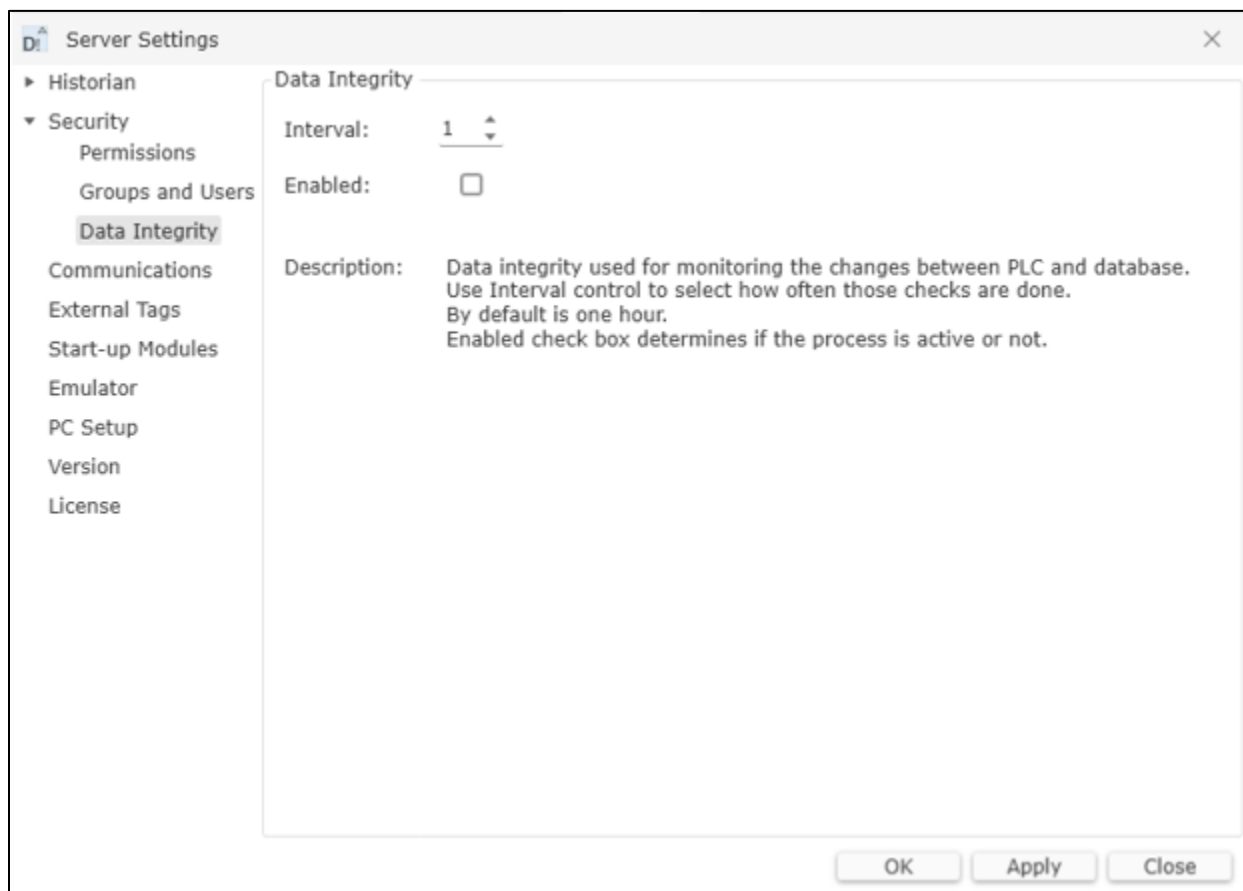 Server Settings
Historian
Security
Permissions
Groups and Users
Data Integrity
Communications
External Tags
Start-up Modules
Emulator
PC Setup
Version
License
Data Integrity
Interval: 1
Enabled:
Description: Data integrity used for monitoring the changes between PLC and database.
Use Interval control to select how often those checks are done.
By default is one hour.
Enabled check box determines if the process is active or not.
OK Apply Close